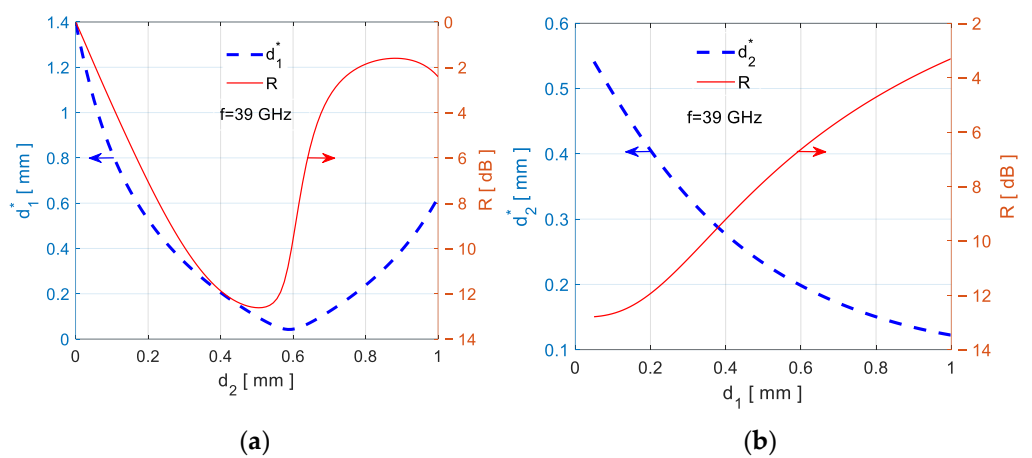 1.4
1.2
1
0.8
0.6
0.4
0.2
0
d1* [ mm ]
0
−2
−4
−6
−8
−10
−12
−14
R [ dB ]
d1*
R
f=39 GHz
0 0.2 0.4 0.6 0.8 1
d2 [ mm ]
(a)
0.6
0.5
0.4
0.3
0.2
0.1
d2* [ mm ]
−2
−4
−6
−8
−10
−12
−14
R [ dB ]
d2*
R
f=39 GHz
0 0.2 0.4 0.6 0.8 1
d1 [ mm ]
(b)